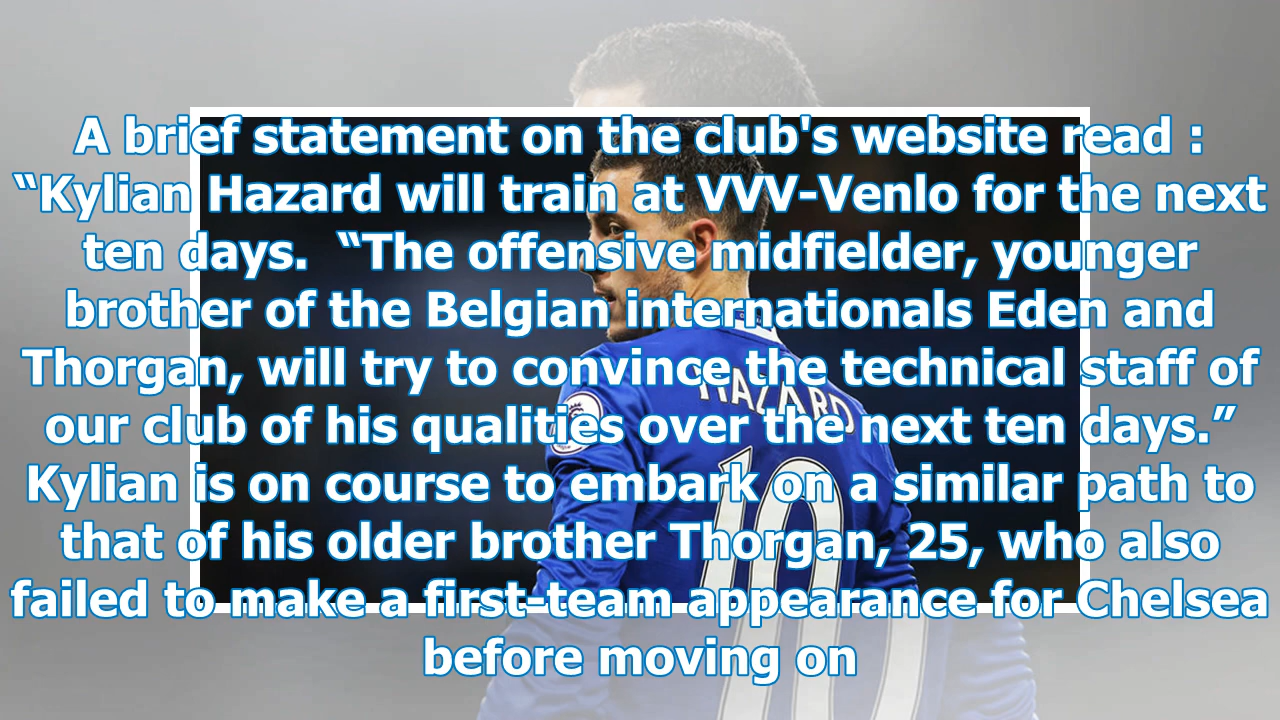 A brief statement on the club's website read :
“Kylian Hazard will train at VVV-Venlo for the next
ten days.  “The offensive midfielder, younger
brother of the Belgian internationals Eden and
Thorgan, will try to convince the technical staff of
our club of his qualities over the next ten days.”
Kylian is on course to embark on a similar path to
that of his older brother Thorgan, 25, who also
failed to make a first-team appearance for Chelsea
before moving on
HAZARD
10